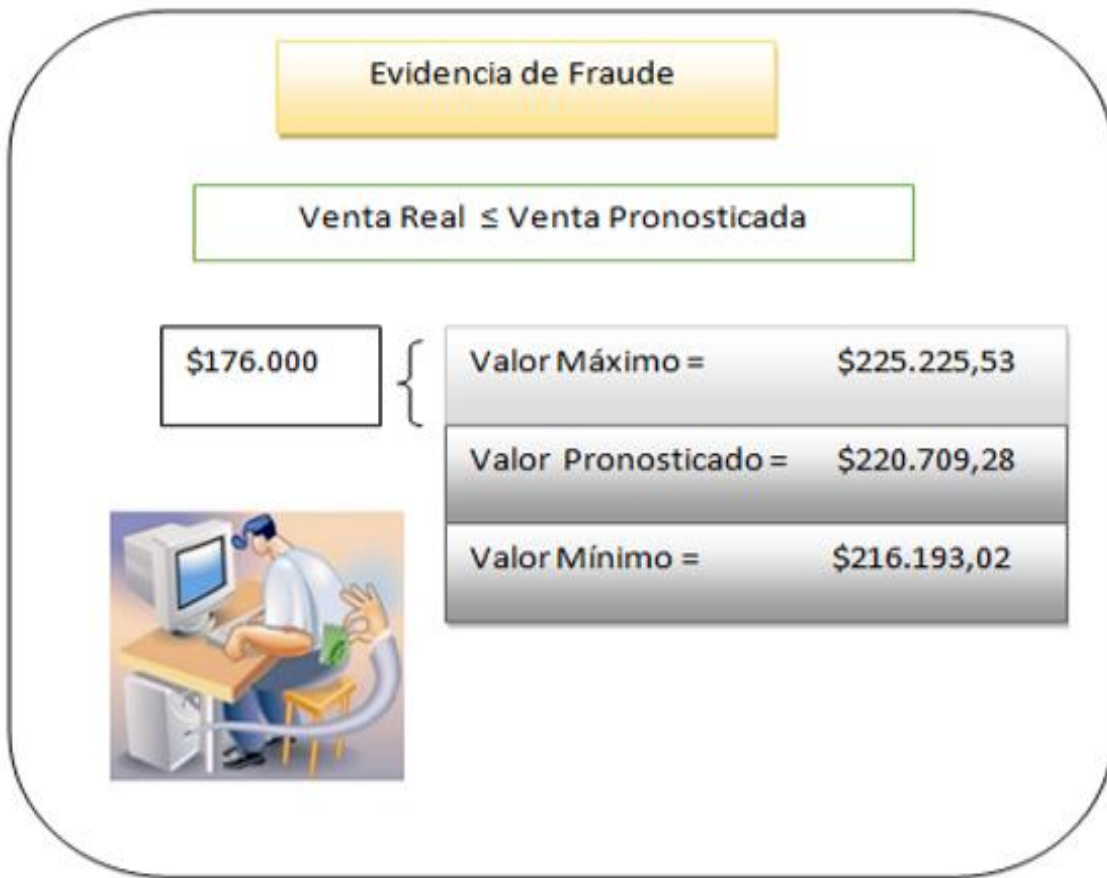 Evidencia de Fraude
Venta Real ≤ Venta Pronosticada
$176.000
Valor Máximo = $225.225,53
Valor Pronosticado = $220.709,28
Valor Mínimo = $216.193,02